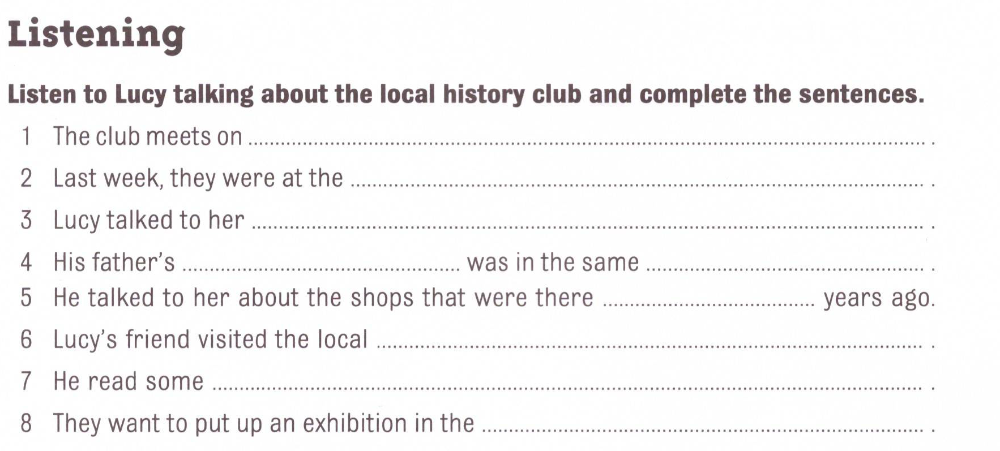 Listening
Listen to Lucy talking about the local history club and complete the sentences.
1 The club meets on .................... .
2 Last week, they were at the .................... .
3 Lucy talked to her .................... .
4 His father's .................... was in the same .................... .
5 He talked to her about the shops that were there .................... years ago.
6 Lucy's friend visited the local .................... .
7 He read some .................... .
8 They want to put up an exhibition in the .................... .